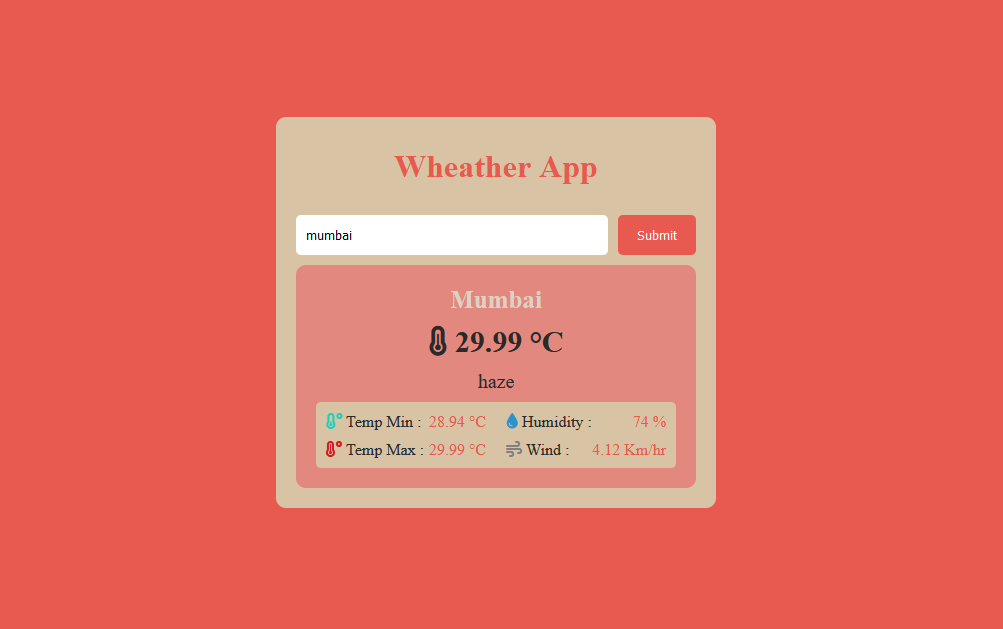 Wheather App
mumbai Submit
Mumbai
29.99 °C
haze
Temp Min : 28.94 °C Humidity : 74 %
Temp Max : 29.99 °C Wind : 4.12 Km/hr